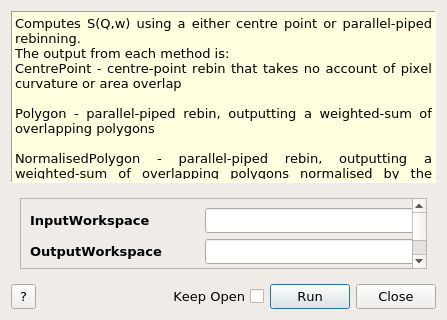 Computes S(Q,w) using a either centre point or parallel-piped
rebinning.
The output from each method is:
CentrePoint - centre-point rebin that takes no account of pixel
curvature or area overlap
Polygon - parallel-piped rebin, outputting a weighted-sum of
overlapping polygons
NormalisedPolygon - parallel-piped rebin, outputting a
weighted-sum of overlapping polygons normalised by the
InputWorkspace
OutputWorkspace
? Keep Open Run Close